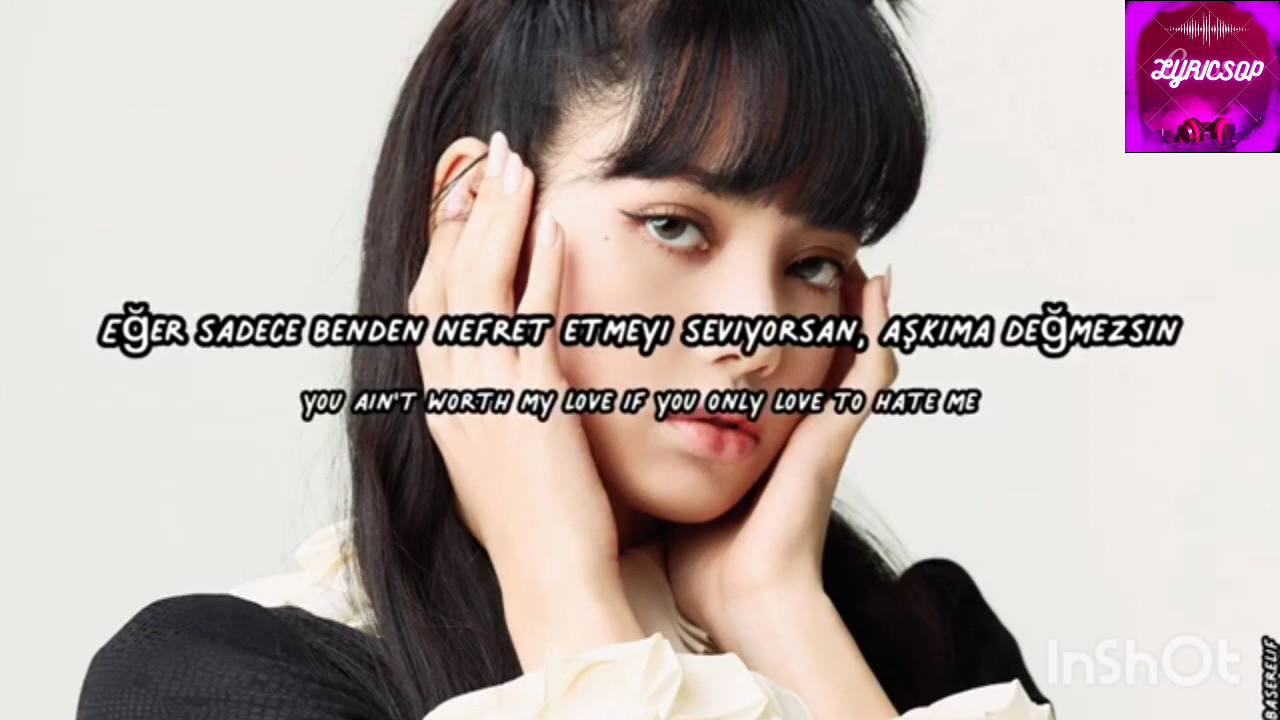 LYRICSOP
EĞER SADECE BENDEN NEFRET ETMEYI SEVIYORSAN, AŞKIMA DEĞMEZSIN
YOU AIN'T WORTH MY LOVE IF YOU ONLY LOVE TO HATE ME
InShOt
BASERELIF